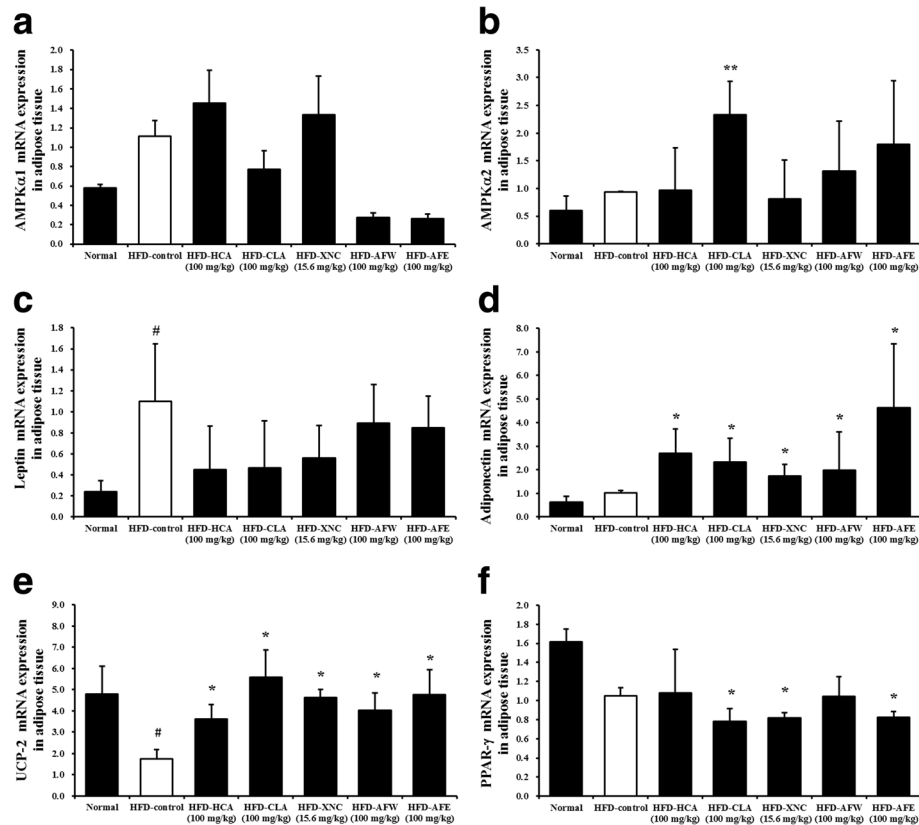 a
AMPKα1 mRNA expression
in adipose tissue
2.0
1.8
1.6
1.4
1.2
1.0
0.8
0.6
0.4
0.2
0.0
Normal HFD-control HFD-HCA HFD-CLA HFD-XNC HFD-AFW HFD-AFE
(100 mg/kg) (100 mg/kg) (15.6 mg/kg) (100 mg/kg) (100 mg/kg)
b
AMPKα2 mRNA expression
in adipose tissue
3.5
3.0
2.5
2.0
1.5
1.0
0.5
0.0
**
Normal HFD-control HFD-HCA HFD-CLA HFD-XNC HFD-AFW HFD-AFE
(100 mg/kg) (100 mg/kg) (15.6 mg/kg) (100 mg/kg) (100 mg/kg)
c
Leptin mRNA expression
in adipose tissue
1.8
1.6
1.4
1.2
1.0
0.8
0.6
0.4
0.2
0.0
#
Normal HFD-control HFD-HCA HFD-CLA HFD-XNC HFD-AFW HFD-AFE
(100 mg/kg) (100 mg/kg) (15.6 mg/kg) (100 mg/kg) (100 mg/kg)
d
Adiponectin mRNA expression
in adipose tissue
8.0
7.0
6.0
5.0
4.0
3.0
2.0
1.0
0.0
* * * * *
Normal HFD-control HFD-HCA HFD-CLA HFD-XNC HFD-AFW HFD-AFE
(100 mg/kg) (100 mg/kg) (15.6 mg/kg) (100 mg/kg) (100 mg/kg)
e
UCP-2 mRNA expression
in adipose tissue
9.0
8.0
7.0
6.0
5.0
4.0
3.0
2.0
1.0
0.0
# * * * * *
Normal HFD-control HFD-HCA HFD-CLA HFD-XNC HFD-AFW HFD-AFE
(100 mg/kg) (100 mg/kg) (15.6 mg/kg) (100 mg/kg) (100 mg/kg)
f
PPAR-γ mRNA expression
in adipose tissue
2.0
1.8
1.6
1.4
1.2
1.0
0.8
0.6
0.4
0.2
0.0
* * *
Normal HFD-control HFD-HCA HFD-CLA HFD-XNC HFD-AFW HFD-AFE
(100 mg/kg) (100 mg/kg) (15.6 mg/kg) (100 mg/kg) (100 mg/kg)